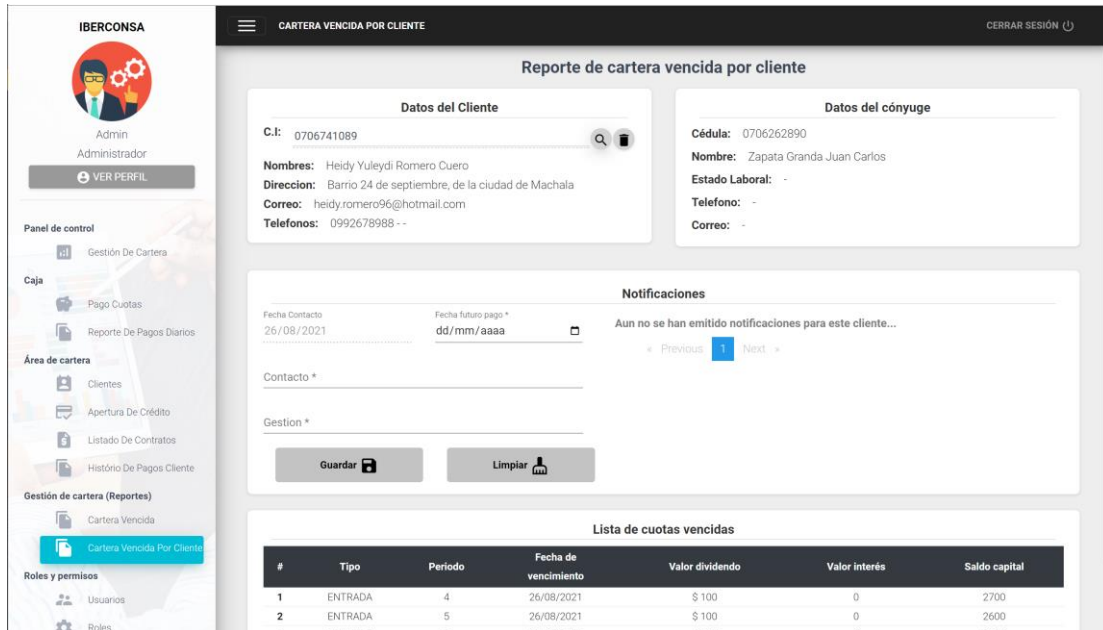 IBERCONSA
Admin
Administrador
VER PERFIL
Panel de control
Gestión De Cartera
Caja
Pago Cuotas
Reporte De Pagos Diarios
Área de cartera
Clientes
Apertura De Crédito
Listado De Contratos
Histório De Pagos Cliente
Gestión de cartera (Reportes)
Cartera Vencida
Cartera Vencida Por Cliente
Roles y permisos
Usuarios
Roles
CARTERA VENCIDA POR CLIENTE
CERRAR SESIÓN
Reporte de cartera vencida por cliente
Datos del Cliente
C.I: 0706741089
Nombres: Heidy Yuleydi Romero Cuero
Direccion: Barrio 24 de septiembre, de la ciudad de Machala
Correo: heidy.romero96@hotmail.com
Telefonos: 0992678988 - -
Datos del cónyuge
Cédula: 0706262890
Nombre: Zapata Granda Juan Carlos
Estado Laboral: -
Telefono: -
Correo: -
Notificaciones
Fecha Contacto
26/08/2021
Fecha futuro pago *
dd/mm/aaaa
Contacto *
Gestion *
Guardar
Limpiar
Aun no se han emitido notificaciones para este cliente...
« Previous 1 Next »
Lista de cuotas vencidas
# Tipo Periodo Fecha de vencimiento Valor dividendo Valor interés Saldo capital
1 ENTRADA 4 26/08/2021 $ 100 0 2700
2 ENTRADA 5 26/08/2021 $ 100 0 2600